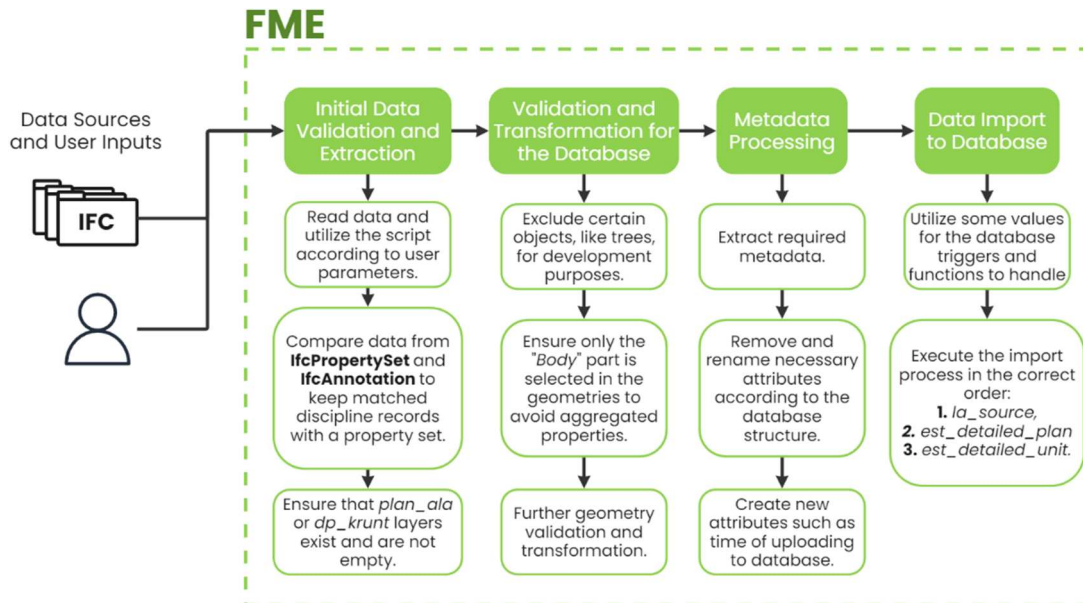 FME
Data Sources
and User Inputs
IFC
Initial Data
Validation and
Extraction
Read data and
utilize the script
according to user
parameters.
Compare data from
IfcPropertySet and
IfcAnnotation to
keep matched
discipline records
with a property set.
Ensure that plan_ala
or dp_krunt layers
exist and are not
empty.
Validation and
Transformation for
the Database
Exclude certain
objects, like trees,
for development
purposes.
Ensure only the
"Body" part is
selected in the
geometries to
avoid aggregated
properties.
Further geometry
validation and
transformation.
Metadata
Processing
Extract required
metadata.
Remove and
rename necessary
attributes
according to the
database
structure.
Create new
attributes such as
time of uploading
to database.
Data Import
to Database
Utilize some values
for the database
triggers and
functions to handle
Execute the import
process in the correct
order:
1. la_source,
2. est_detailed_plan
3. est_detailed_unit.